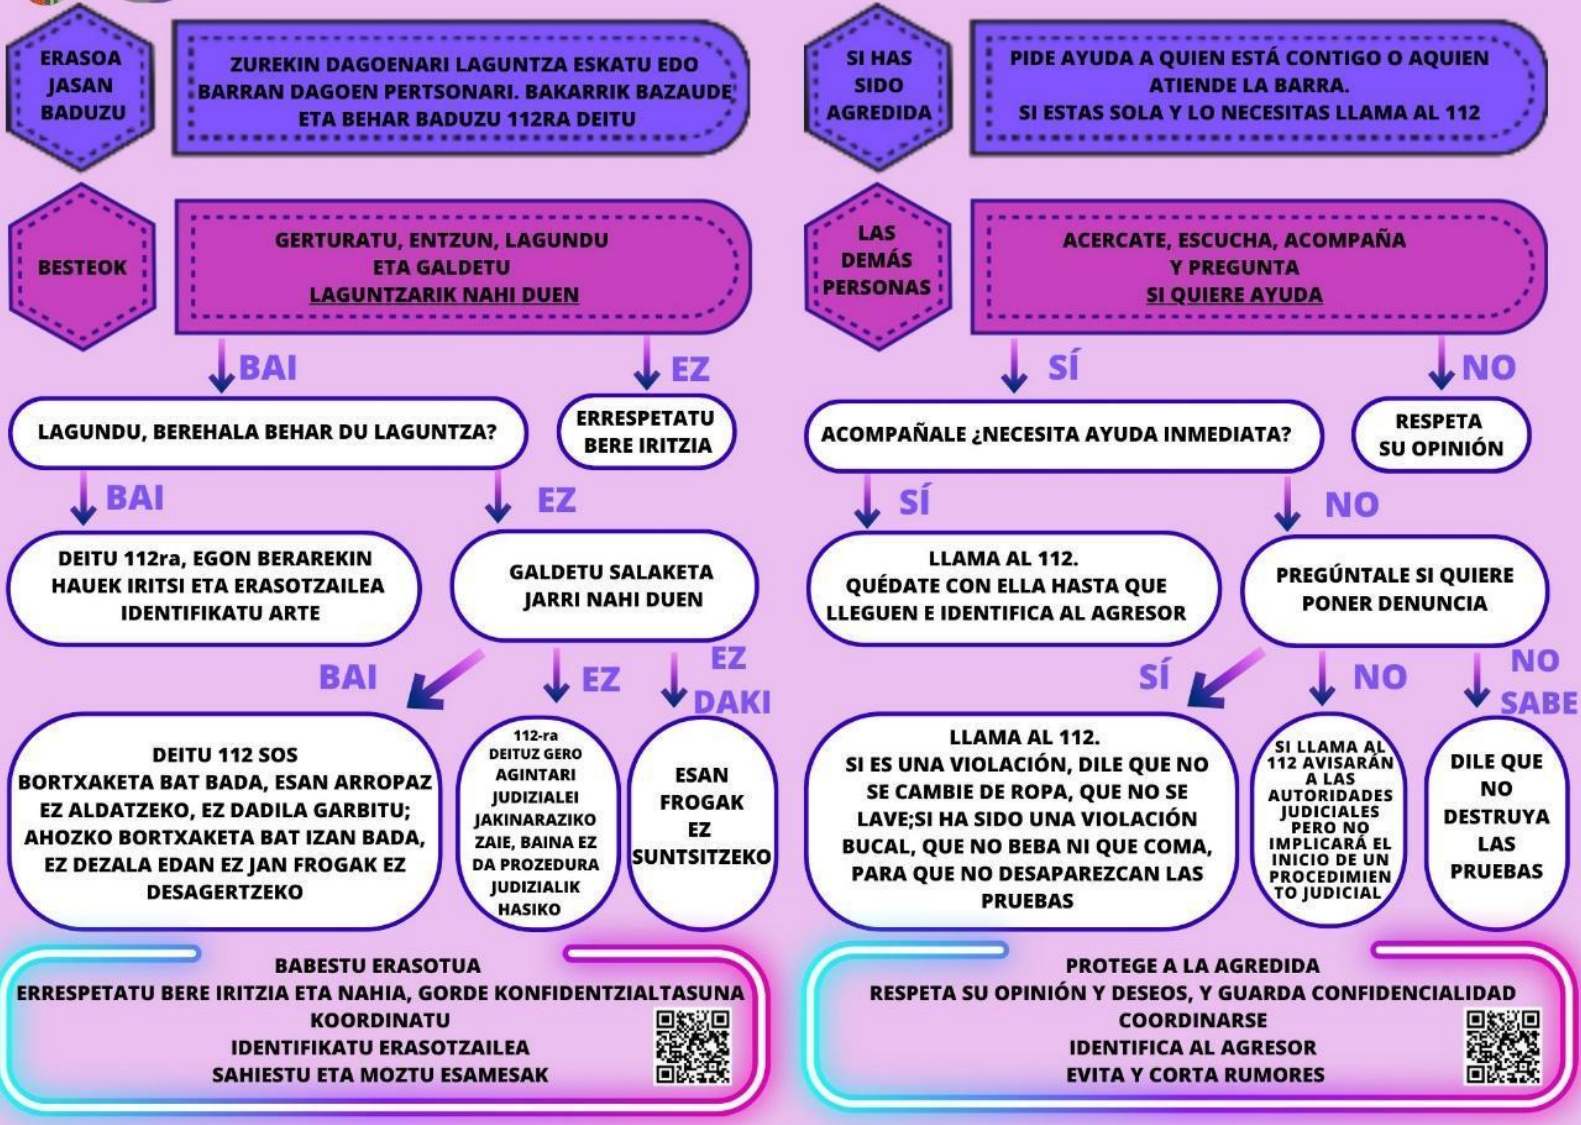 ERASOA
JASAN
BADUZU
ZUREKIN DAGOENARI LAGUNTZA ESKATU EDO
BARRAN DAGOEN PERTSONARI. BAKARRIK BAZAUDE
ETA BEHAR BADUZU 112RA DEITU
BESTEOK
GERTURATU, ENTZUN, LAGUNDU
ETA GALDETU
LAGUNTZARIK NAHI DUEN
BAI
EZ
LAGUNDU, BEREHALA BEHAR DU LAGUNTZA?
ERRESPETATU
BERE IRITZIA
BAI
EZ
DEITU 112ra, EGON BERAREKIN
HAUEK IRITSI ETA ERASOTZAILEA
IDENTIFIKATU ARTE
GALDETU SALAKETA
JARRI NAHI DUEN
BAI
EZ
EZ
DAKI
DEITU 112 SOS
BORTXAKETA BAT BADA, ESAN ARROPAZ
EZ ALDATZEKO, EZ DADILA GARBITU;
AHOZKO BORTXAKETA BAT IZAN BADA,
EZ DEZALA EDAN EZ JAN FROGAK EZ
DESAGERTZEKO
112-ra
DEITUZ GERO
AGINTARI
JUDIZIALEI
JAKINARAZIKO
ZAIE, BAINA EZ
DA PROZEDURA
JUDIZIALIK
HASIKO
ESAN
FROGAK
EZ
SUNTSITZEKO
BABESTU ERASOTUA
ERRESPETATU BERE IRITZIA ETA NAHIA, GORDE KONFIDENTZIALTASUNA
KOORDINATU
IDENTIFIKATU ERASOTZAILEA
SAHIESTU ETA MOZTU ESAMESAK
SI HAS
SIDO
AGREDIDA
PIDE AYUDA A QUIEN ESTÁ CONTIGO O AQUIEN
ATIENDE LA BARRA.
SI ESTAS SOLA Y LO NECESITAS LLAMA AL 112
LAS
DEMÁS
PERSONAS
ACERCATE, ESCUCHA, ACOMPAÑA
Y PREGUNTA
SI QUIERE AYUDA
SÍ
NO
ACOMPAÑALE ¿NECESITA AYUDA INMEDIATA?
RESPETA
SU OPINIÓN
SÍ
NO
LLAMA AL 112.
QUÉDATE CON ELLA HASTA QUE
LLEGUEN E IDENTIFICA AL AGRESOR
PREGÚNTALE SI QUIERE
PONER DENUNCIA
SÍ
NO
NO
SABE
LLAMA AL 112.
SI ES UNA VIOLACIÓN, DILE QUE NO
SE CAMBIE DE ROPA, QUE NO SE
LAVE;SI HA SIDO UNA VIOLACIÓN
BUCAL, QUE NO BEBA NI QUE COMA,
PARA QUE NO DESAPAREZCAN LAS
PRUEBAS
SI LLAMA AL
112 AVISARÁN
A LAS
AUTORIDADES
JUDICIALES
PERO NO
IMPLICARÁ EL
INICIO DE UN
PROCEDIMIEN
TO JUDICIAL
DILE QUE
NO
DESTRUYA
LAS
PRUEBAS
PROTEGE A LA AGREDIDA
RESPETA SU OPINIÓN Y DESEOS, Y GUARDA CONFIDENCIALIDAD
COORDINARSE
IDENTIFICA AL AGRESOR
EVITA Y CORTA RUMORES